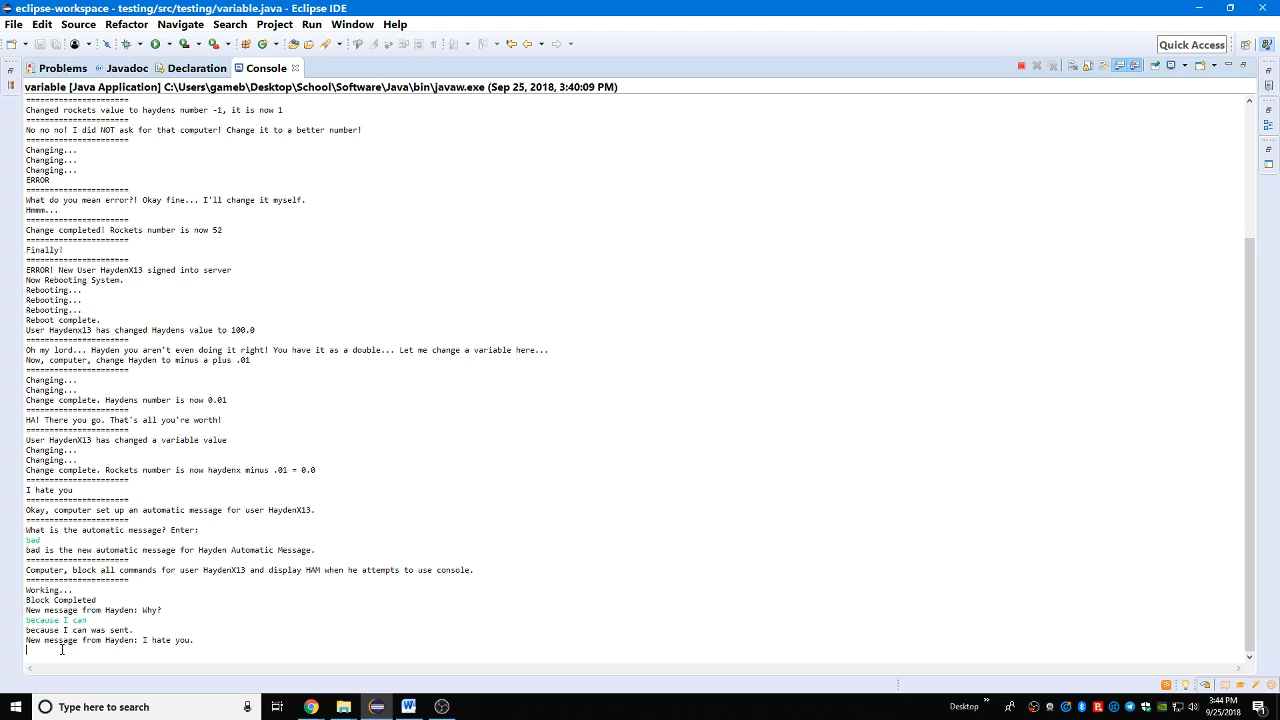 eclipse-workspace - testing/src/testing/variable.java - Eclipse IDE
File Edit Source Refactor Navigate Search Project Run Window Help
Quick Access
Problems Javadoc Declaration Console
variable [Java Application] C:\Users\gameb\Desktop\School\Software\Java\bin\javaw.exe (Sep 25, 2018, 3:40:09 PM)
======================
Changed rockets value to haydens number -1, it is now 1
======================
No no no! I did NOT ask for that computer! Change it to a better number!
======================
Changing...
Changing...
Changing...
ERROR
======================
What do you mean error?! Okay fine... I'll change it myself.
Hmmm...
======================
Change completed! Rockets number is now 52
======================
Finally!
======================
ERROR! New User HaydenX13 signed into server
Now Rebooting System.
Rebooting...
Rebooting...
Rebooting...
Reboot complete.
User Haydenx13 has changed Haydens value to 100.0
======================
Oh my lord... Hayden you aren't even doing it right! You have it as a double... Let me change a variable here...
Now, computer, change Hayden to minus a plus .01
======================
Changing...
Changing...
Change complete. Haydens number is now 0.01
======================
HA! There you go. That's all you're worth!
======================
User HaydenX13 has changed a variable value
Changing...
Changing...
Change complete. Rockets number is now haydenx minus .01 = 0.0
======================
I hate you
======================
Okay, computer set up an automatic message for user HaydenX13.
======================
What is the automatic message? Enter:
bad
bad is the new automatic message for Hayden Automatic Message.
======================
Computer, block all commands for user HaydenX13 and display HAM when he attempts to use console.
======================
Working...
Block Completed
New message from Hayden: Why?
because I can
because I can was sent.
New message from Hayden: I hate you.
Type here to search
Desktop
3:44 PM
9/25/2018